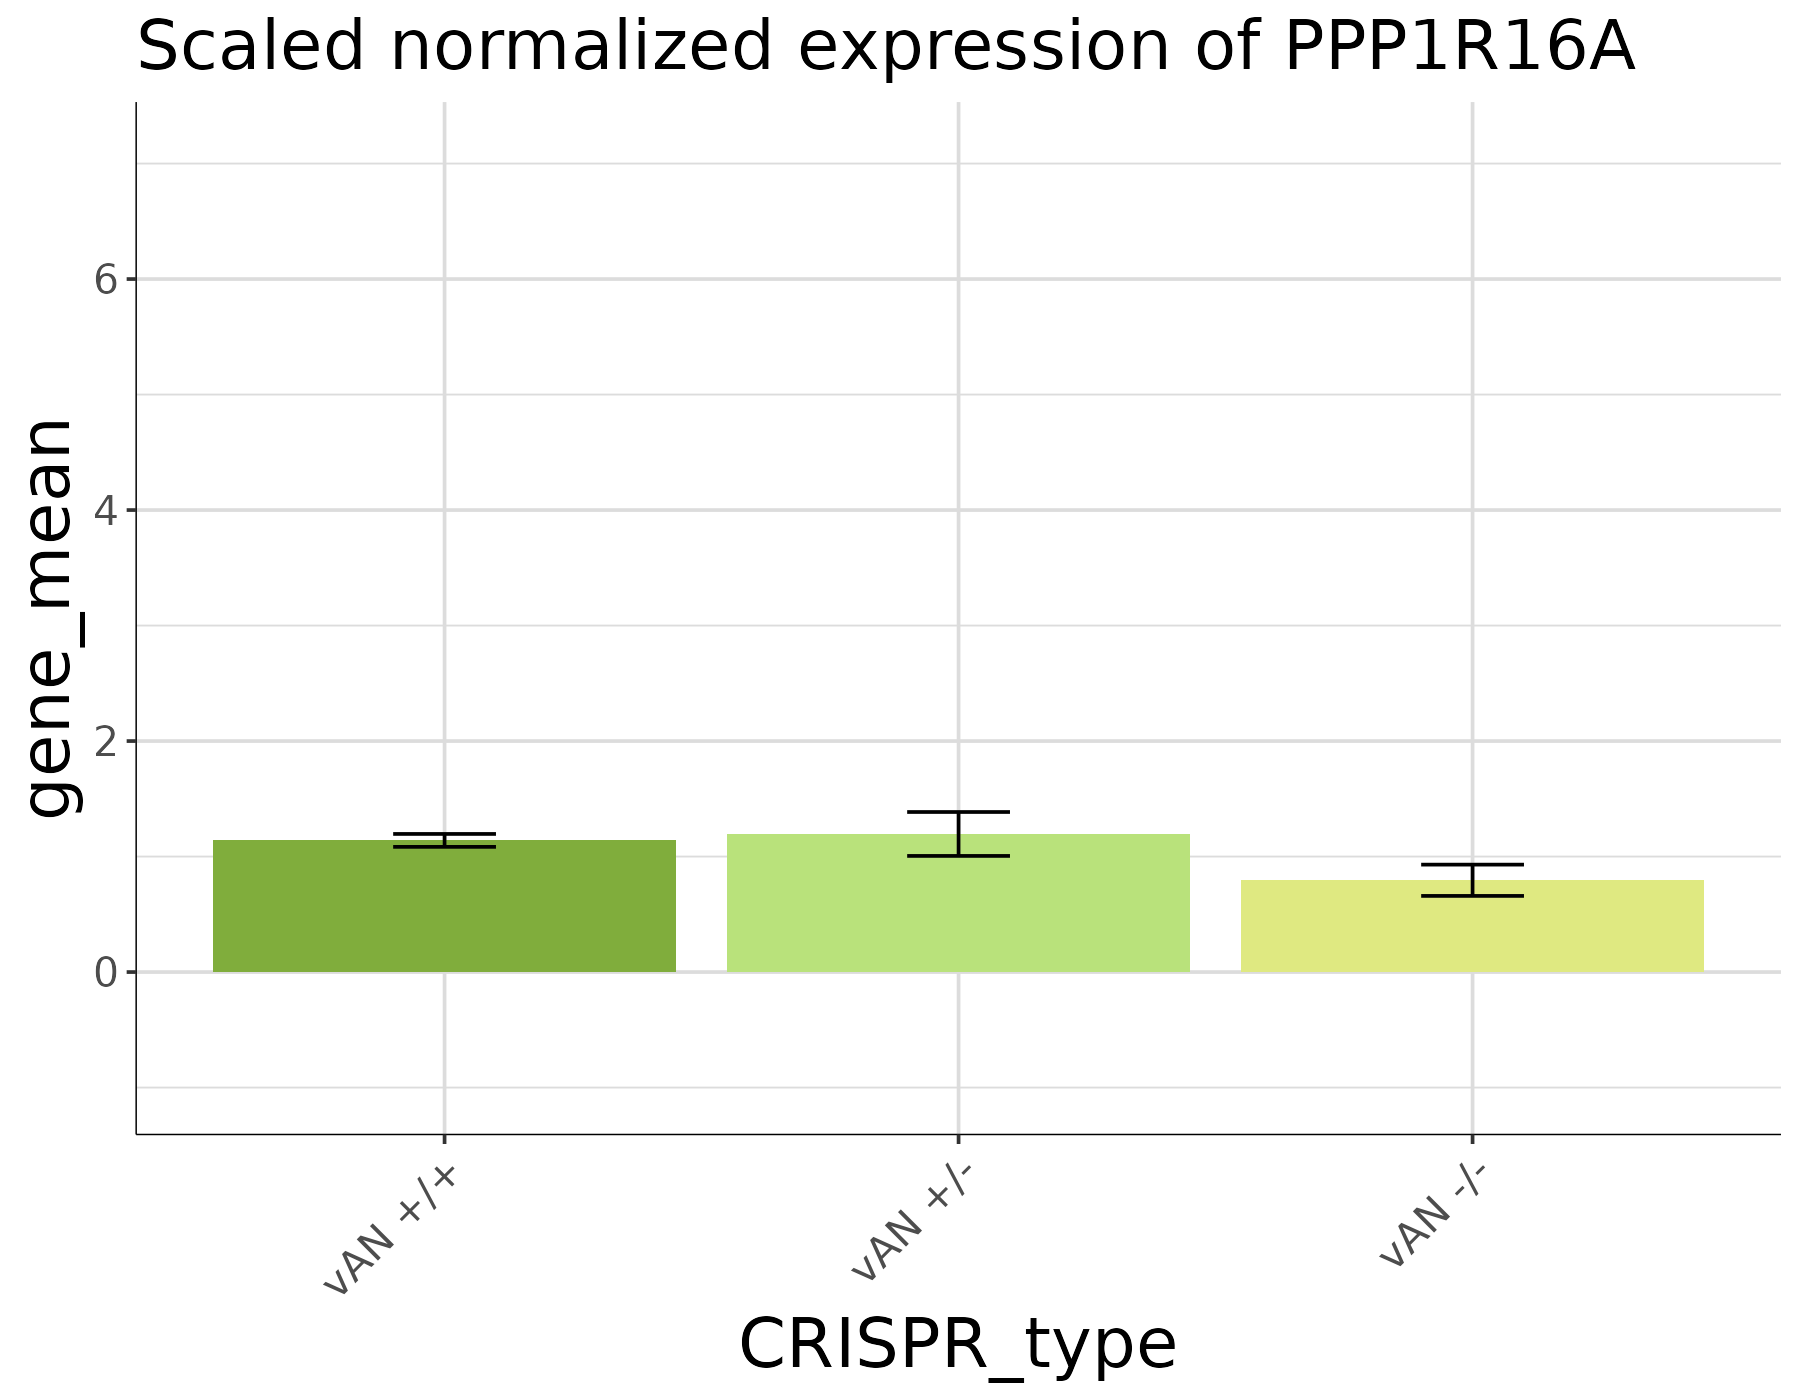 Scaled normalized expression of PPP1R16A
gene_mean
6
4
2
0
vAN +/+
vAN +/-
vAN -/-
CRISPR_type